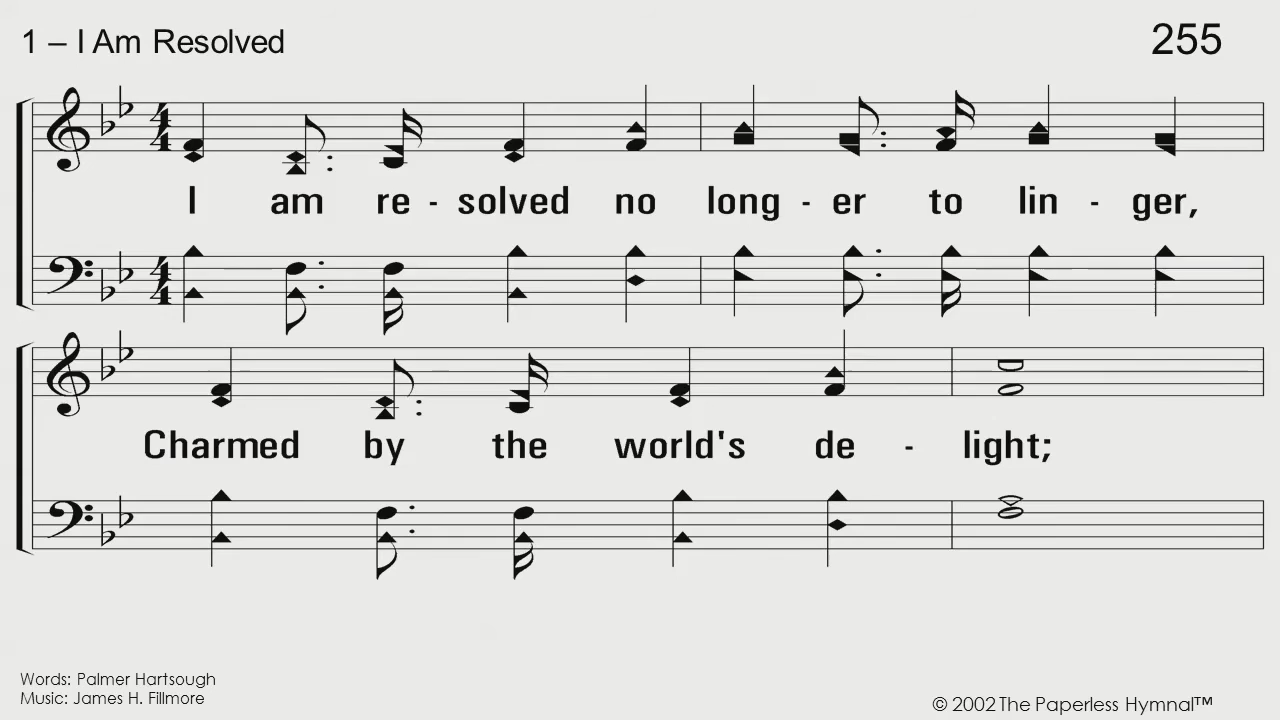 1 – I Am Resolved 255
I am re - solved no long - er to lin - ger,
Charmed by the world's de - light;
Words: Palmer Hartsough
Music: James H. Fillmore
© 2002 The Paperless Hymnal™